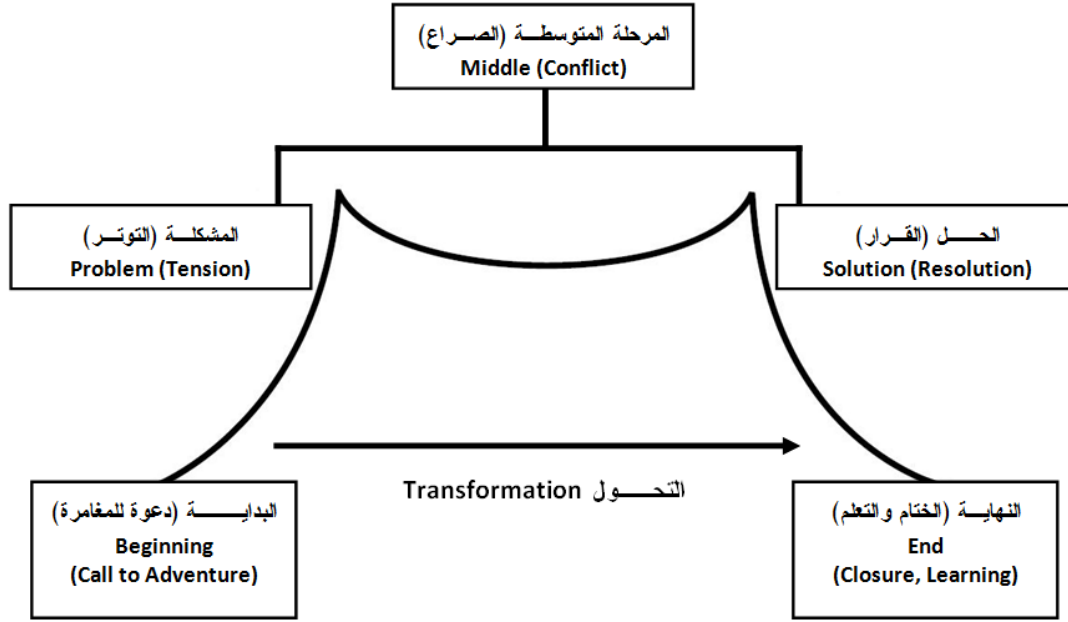 المرحلة المتوسطة (الصراع)
Middle (Conflict)
المشكلة (التوتر)
Problem (Tension)
الحل (القرار)
Solution (Resolution)
Transformation التحول
البداية (دعوة للمغامرة)
Beginning
(Call to Adventure)
النهاية (الختام والتعلم)
End
(Closure, Learning)